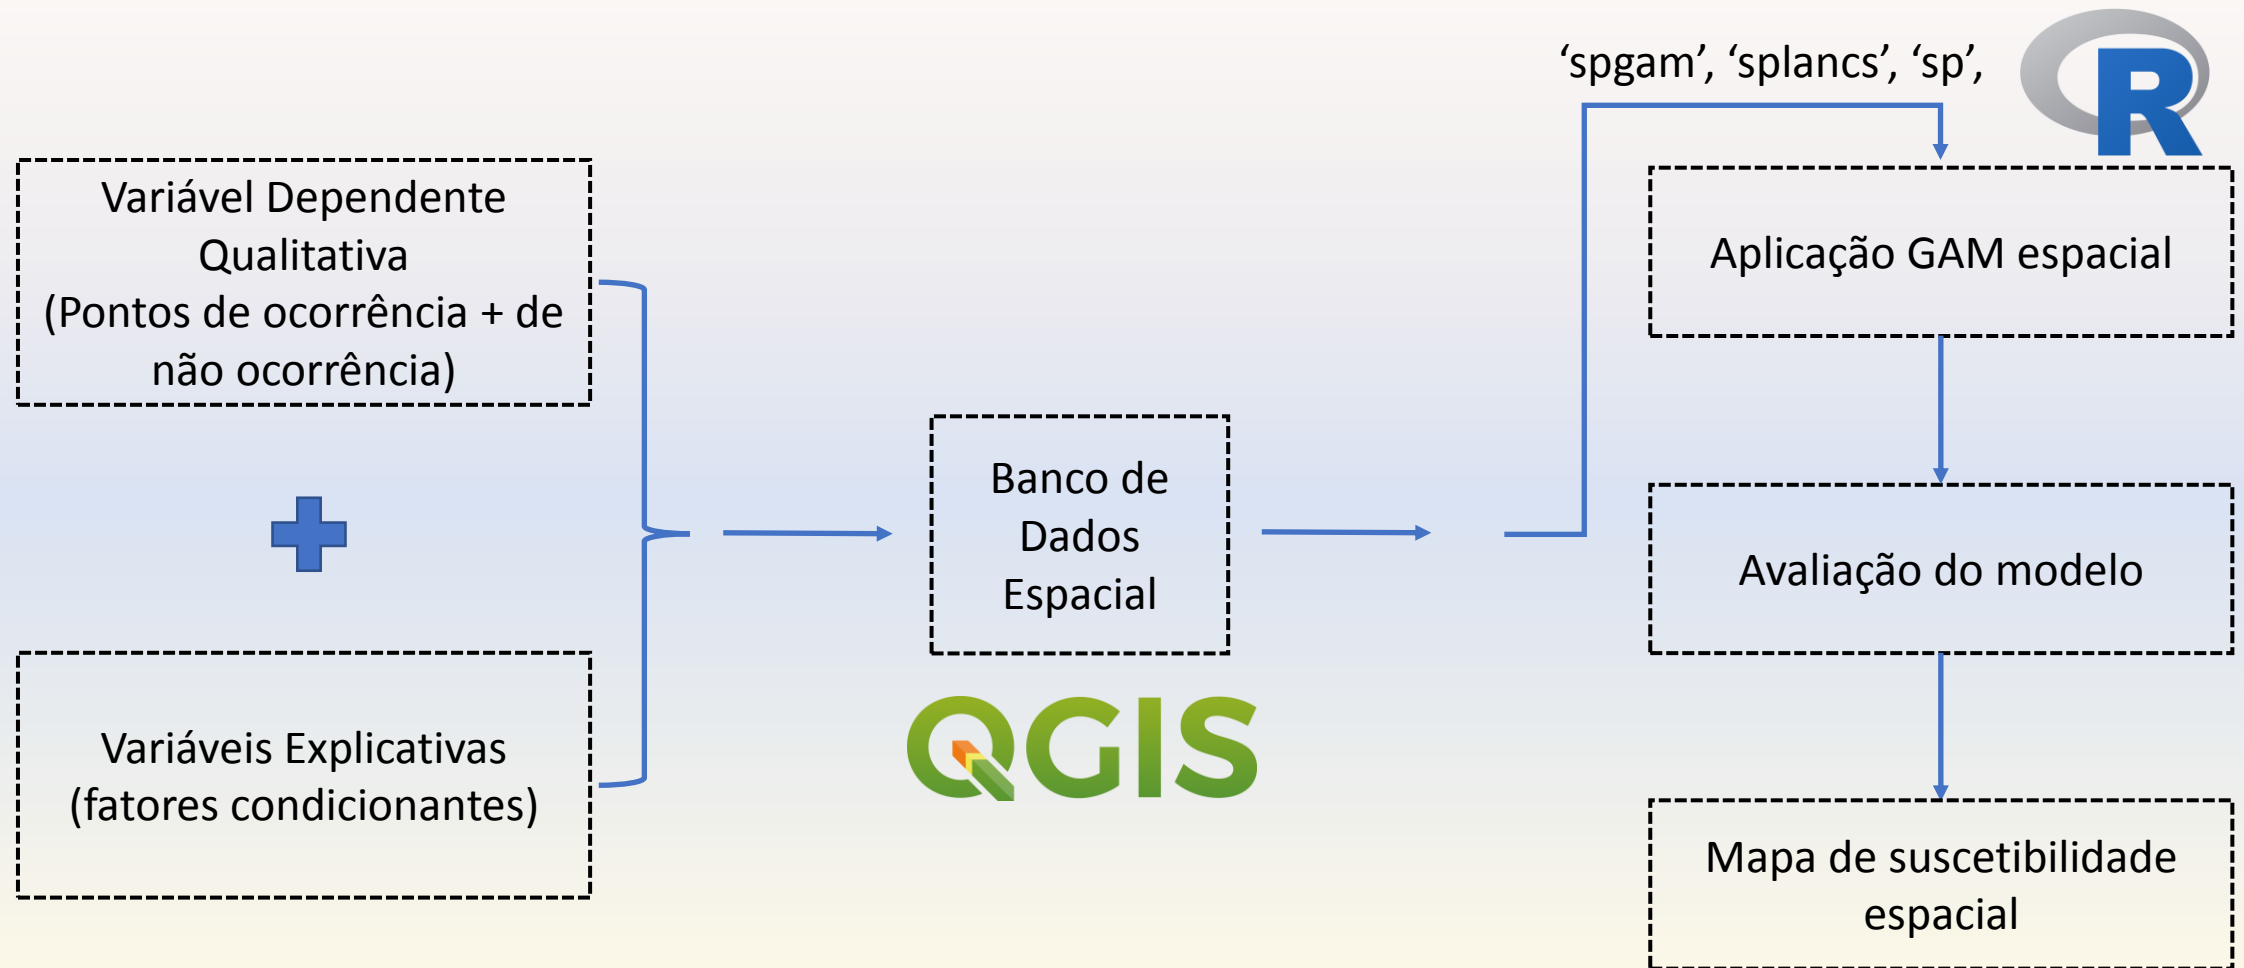 Variável Dependente
Qualitativa
(Pontos de ocorrência + de
não ocorrência)
Variáveis Explicativas
(fatores condicionantes)
Banco de
Dados
Espacial
QGIS
‘spgam’, ‘splancs’, ‘sp’,
R
Aplicação GAM espacial
Avaliação do modelo
Mapa de suscetibilidade
espacial